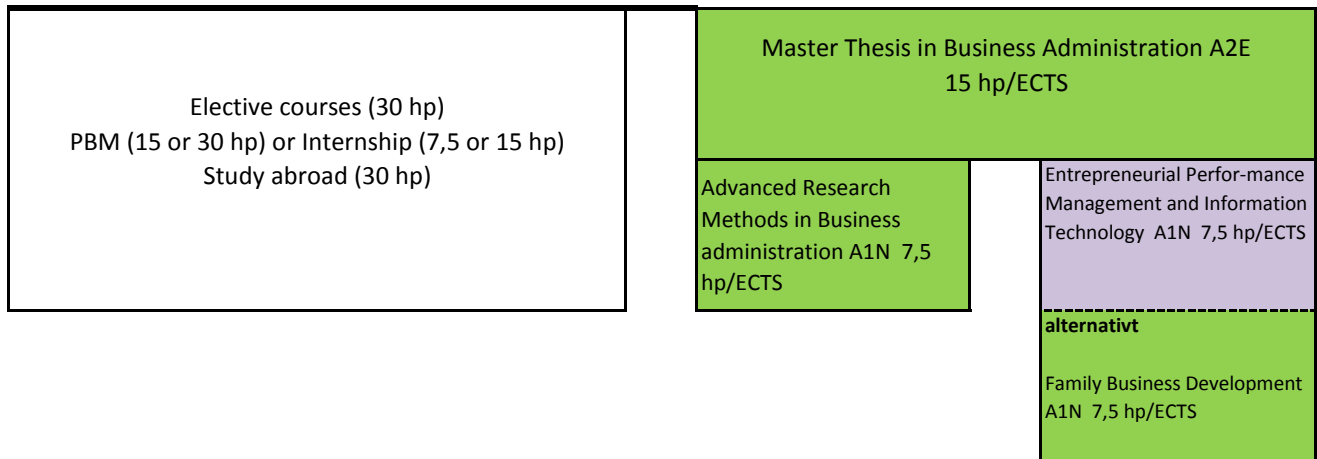 Elective courses (30 hp)
PBM (15 or 30 hp) or Internship (7,5 or 15 hp)
Study abroad (30 hp)
Master Thesis in Business Administration A2E
15 hp/ECTS
Advanced Research
Methods in Business
administration A1N 7,5
hp/ECTS
Entrepreneurial Perfor-mance
Management and Information
Technology A1N 7,5 hp/ECTS
alternativt
Family Business Development
A1N 7,5 hp/ECTS